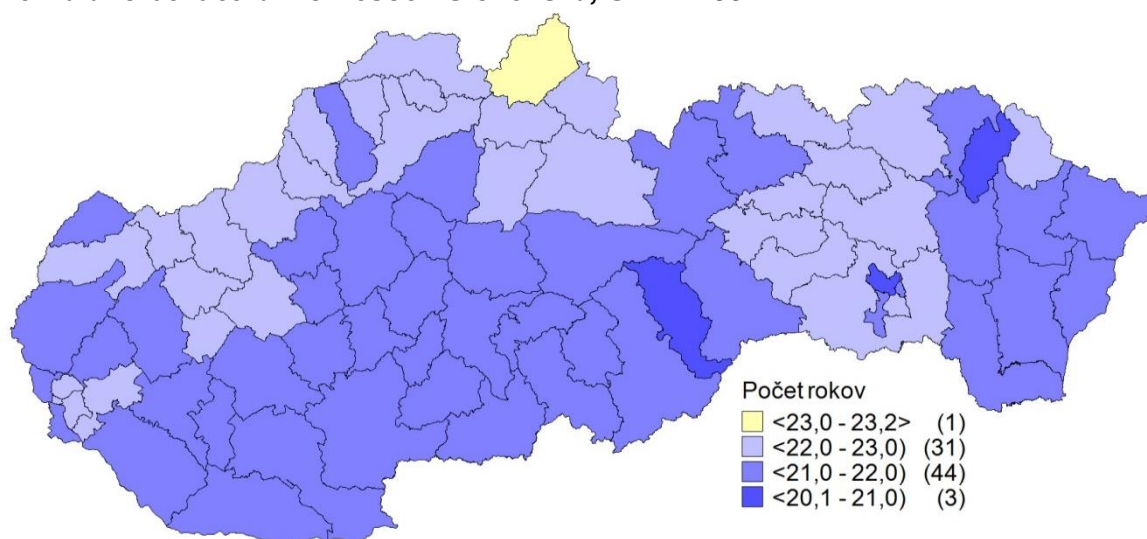 Počet rokov
<23,0 - 23,2> (1)
<22,0 - 23,0) (31)
<21,0 - 22,0) (44)
<20,1 - 21,0) (3)